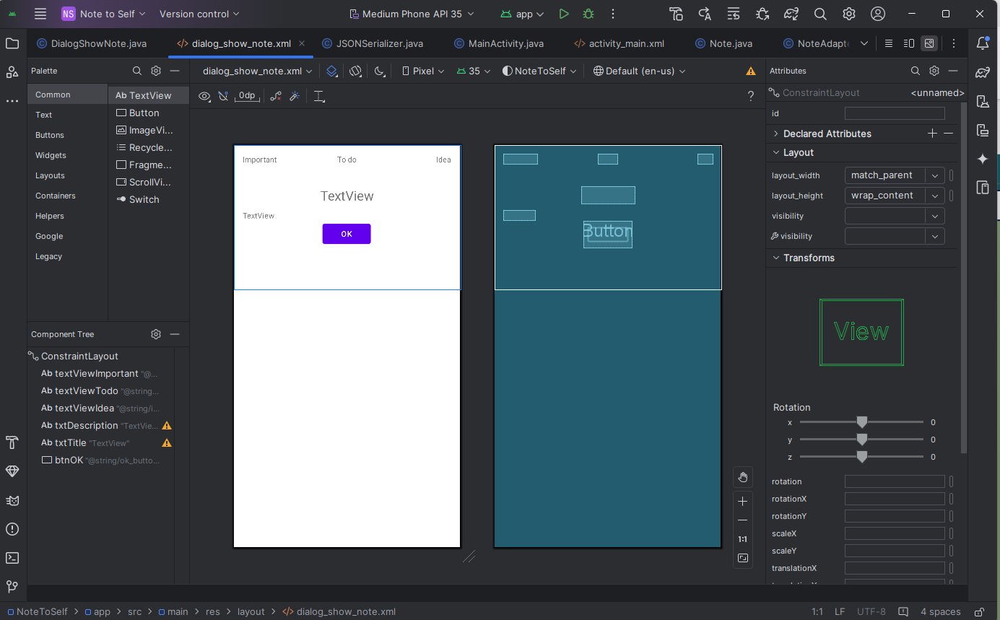 NS Note to Self Version control Medium Phone API 35 app
DialogShowNote.java dialog_show_note.xml JSONSerializer.java MainActivity.java activity_main.xml Note.java NoteAdapt
Palette
Common
Text
Buttons
Widgets
Layouts
Containers
Helpers
Google
Legacy
Ab TextView
Button
ImageVi...
Recycle...
Fragme...
ScrollVi...
Switch
Component Tree
ConstraintLayout
Ab textViewImportant "@...
Ab textViewTodo "@string...
Ab textViewIdea "@string/i...
Ab txtDescription "TextVie...
Ab txtTitle "TextView"
btnOK "@string/ok_butto...
dialog_show_note.xml Pixel 35 NoteToSelf Default (en-us)
0dp
?
Important To do Idea
TextView
TextView
OK
Button
1:1
Attributes
ConstraintLayout <unnamed>
id
Declared Attributes
Layout
layout_width match_parent
layout_height wrap_content
visibility
visibility
Transforms
View
Rotation
x 0
y 0
z 0
rotation
rotationX
rotationY
scaleX
scaleY
translationX
NoteToSelf > app > src > main > res > layout > dialog_show_note.xml 1:1 LF UTF-8 4 spaces